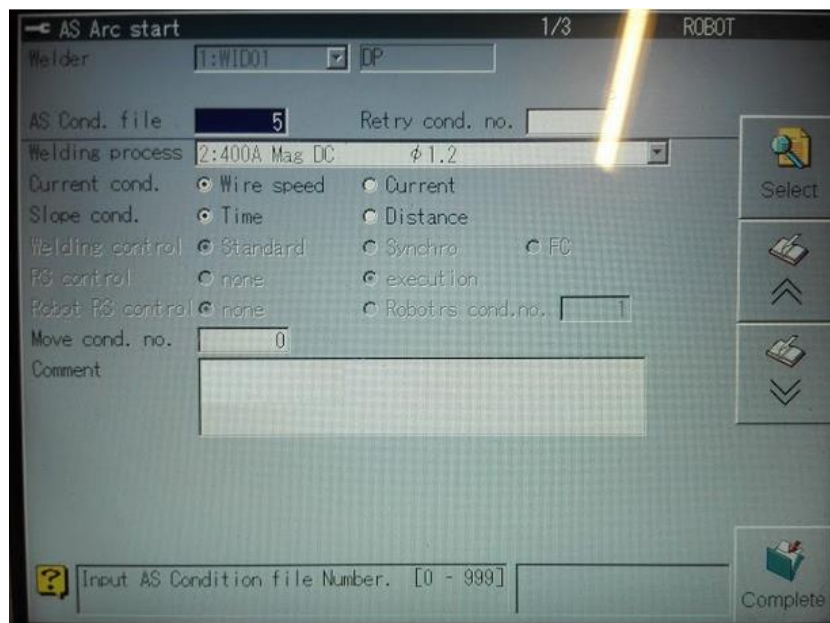 AS Arc start 1/3 ROBOT
Welder 1:WID01 DP
AS Cond. file 5 Retry cond. no.
Welding process 2:400A Mag DC φ1.2
Current cond. Wire speed Current
Select
Slope cond. Time Distance
Welding control Standard Synchro FC
RS control none execution
Robot RS control none Robotrs cond.no. 1
Move cond. no. 0
Comment
Input AS Condition file Number. [0 - 999]
Complete